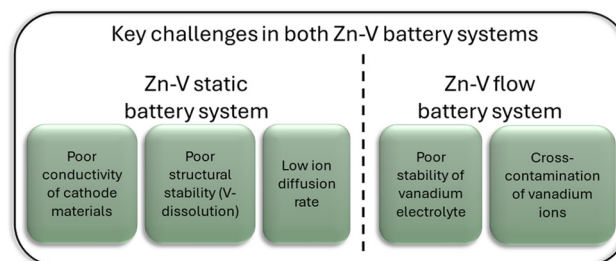 Key challenges in both Zn-V battery systems
Zn-V static
battery system
Poor
conductivity
of cathode
materials
Poor
structural
stability (V-
dissolution)
Low ion
diffusion
rate
Zn-V flow
battery system
Poor
stability of
vanadium
electrolyte
Cross-
contamination
of vanadium
ions